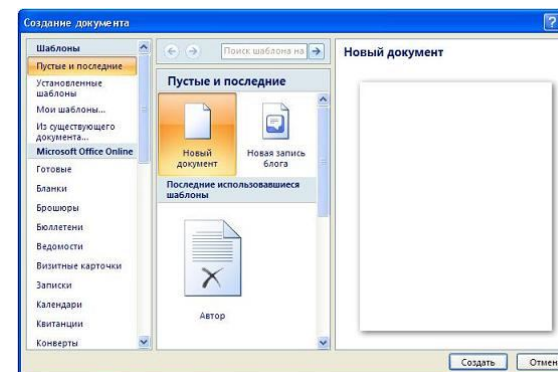 Создание документа
?
Шаблоны
Пустые и последние
Установленные
шаблоны
Мои шаблоны...
Из существующего
документа...
Microsoft Office Online
Готовые
Бланки
Брошюры
Бюллетени
Ведомости
Визитные карточки
Записки
Календари
Квитанции
Конверты
Поиск шаблона на
Пустые и последние
Новый
документ
Новая запись
блога
Последние использовавшиеся
шаблоны
Автор
Новый документ
Создать
Отмен